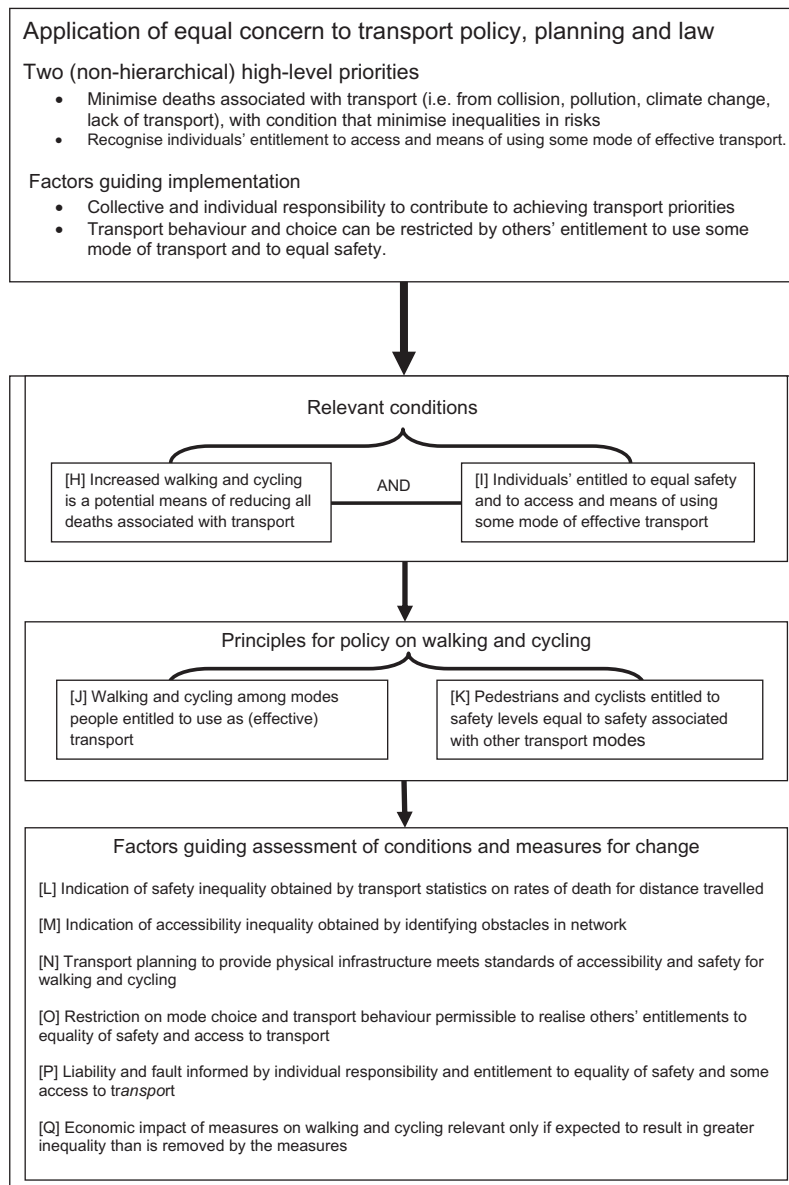 Application of equal concern to transport policy, planning and law
Two (non-hierarchical) high-level priorities
• Minimise deaths associated with transport (i.e. from collision, pollution, climate change,
lack of transport), with condition that minimise inequalities in risks
• Recognise individuals' entitlement to access and means of using some mode of effective transport.
Factors guiding implementation
• Collective and individual responsibility to contribute to achieving transport priorities
• Transport behaviour and choice can be restricted by others' entitlement to use some
mode of transport and to equal safety.
Relevant conditions
[H] Increased walking and cycling
is a potential means of reducing all
deaths associated with transport
AND
[I] Individuals' entitled to equal safety
and to access and means of using
some mode of effective transport
Principles for policy on walking and cycling
[J] Walking and cycling among modes
people entitled to use as (effective)
transport
[K] Pedestrians and cyclists entitled to
safety levels equal to safety associated
with other transport modes
Factors guiding assessment of conditions and measures for change
[L] Indication of safety inequality obtained by transport statistics on rates of death for distance travelled
[M] Indication of accessibility inequality obtained by identifying obstacles in network
[N] Transport planning to provide physical infrastructure meets standards of accessibility and safety for
walking and cycling
[O] Restriction on mode choice and transport behaviour permissible to realise others' entitlements to
equality of safety and access to transport
[P] Liability and fault informed by individual responsibility and entitlement to equality of safety and some
access to transport
[Q] Economic impact of measures on walking and cycling relevant only if expected to result in greater
inequality than is removed by the measures